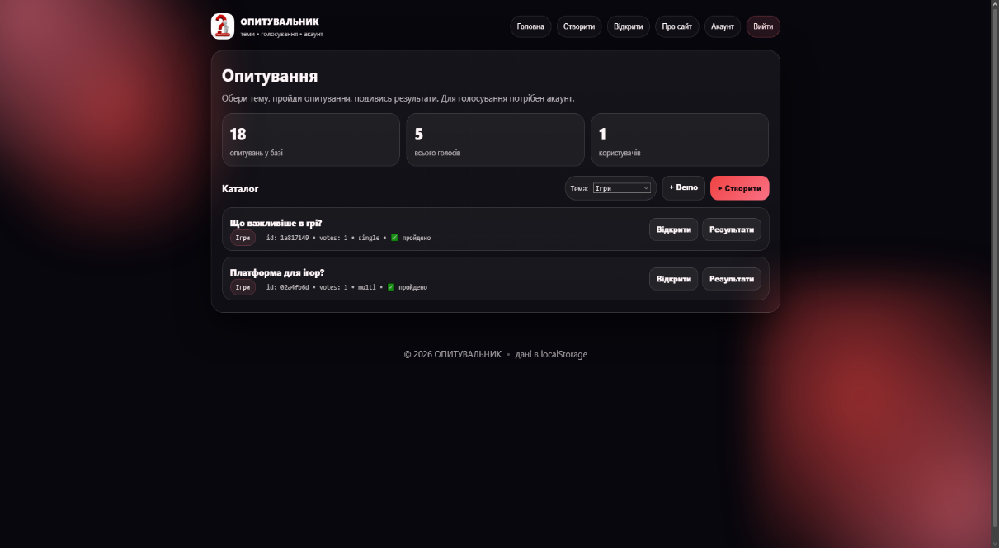 ОПИТУВАЛЬНИК
теми • голосування • акаунт
Головна
Створити
Відкрити
Про сайт
Акаунт
Вийти
Опитування
Обери тему, пройди опитування, подивись результати. Для голосування потрібен акаунт.
18
опитувань у базі
5
всього голосів
1
користувачів
Каталог
Тема: Ігри
+ Demo
+ Створити
Що важливіше в грі?
Ігри id: 1a817149 • votes: 1 • single • ✅ пройдено
Відкрити
Результати
Платформа для ігор?
Ігри id: 02a4fb6d • votes: 1 • multi • ✅ пройдено
Відкрити
Результати
© 2026 ОПИТУВАЛЬНИК • дані в localStorage